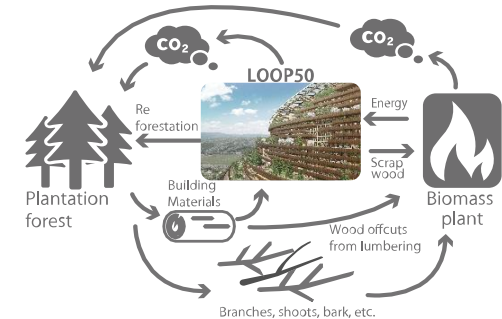 CO2
CO2
LOOP50
Re
forestation
Energy
Scrap
wood
Plantation
forest
Building
Materials
Biomass
plant
Wood offcuts
from lumbering
Branches, shoots, bark, etc.